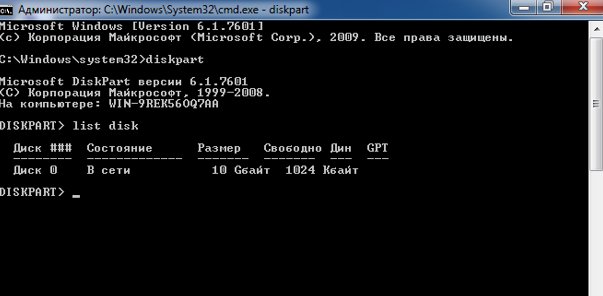 Администратор: C:\Windows\System32\cmd.exe - diskpart
Microsoft Windows [Version 6.1.7601]
(c) Корпорация Майкрософт (Microsoft Corp.), 2009. Все права защищены.
C:\Windows\system32>diskpart
Microsoft DiskPart версии 6.1.7601
(C) Корпорация Майкрософт, 1999-2008.
На компьютере: WIN-9REK56OQ7AA
DISKPART> list disk
Диск ### Состояние Размер Свободно Дин GPT
-------- ------------- ------- ------- --- ---
Диск 0 В сети 10 Gбайт 1024 Kбайт
DISKPART> _